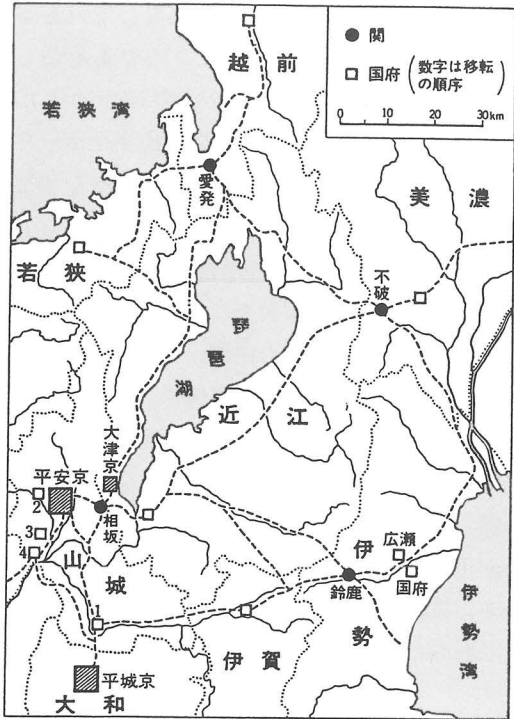 ● 関
□ 国府（数字は移転の順序）
0 10 20 30km
越前
若狭湾
愛発
美濃
若狭
不破
琵琶湖
近江
大津京
平安京
2
相坂
3
4
山城
伊勢
広瀬
国府
鈴鹿
伊勢湾
1
伊賀
平城京
大和